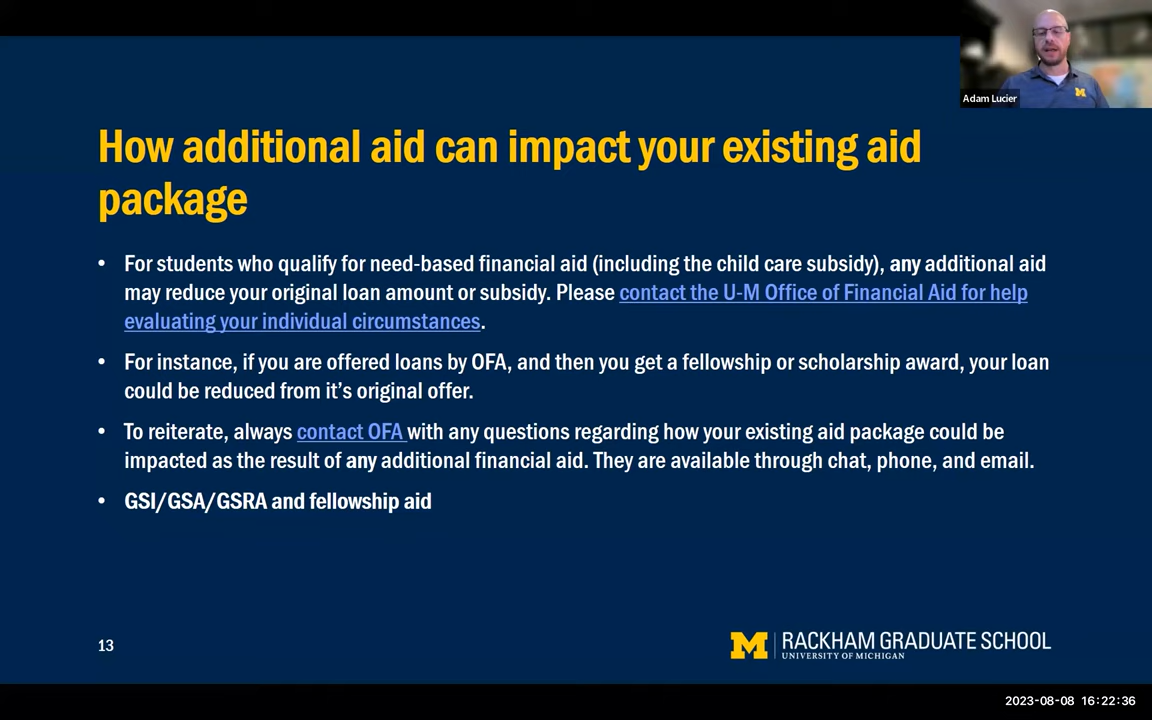 Adam Lucier
How additional aid can impact your existing aid
package
• For students who qualify for need-based financial aid (including the child care subsidy), any additional aid
may reduce your original loan amount or subsidy. Please contact the U-M Office of Financial Aid for help
evaluating your individual circumstances.
• For instance, if you are offered loans by OFA, and then you get a fellowship or scholarship award, your loan
could be reduced from it’s original offer.
• To reiterate, always contact OFA with any questions regarding how your existing aid package could be
impacted as the result of any additional financial aid. They are available through chat, phone, and email.
• GSI/GSA/GSRA and fellowship aid
13
M RACKHAM GRADUATE SCHOOL
UNIVERSITY OF MICHIGAN
2023-08-08 16:22:36